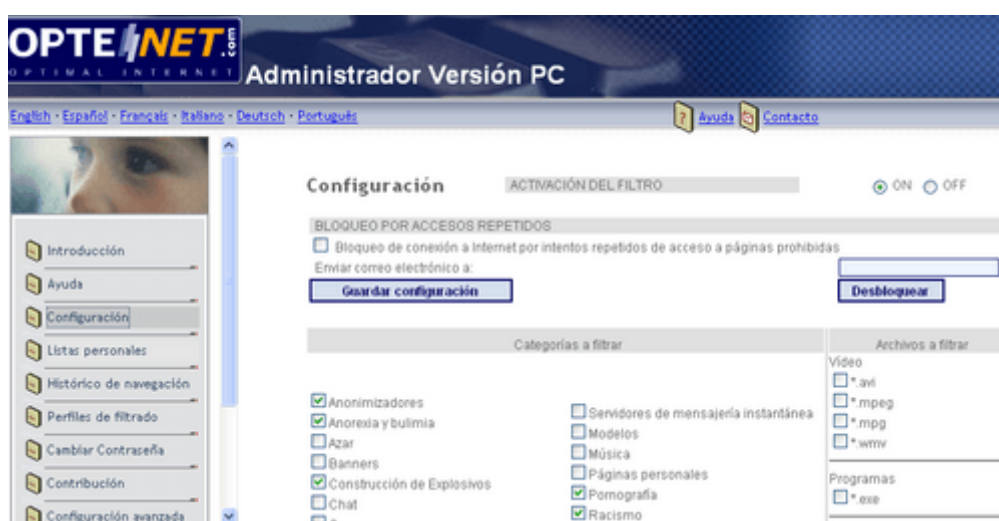 OPTENET.com
OPTIMAL INTERNET
Administrador Versión PC
English · Español · Français · Italiano · Deutsch · Português
Ayuda
Contacto
Introducción
Ayuda
Configuración
Listas personales
Histórico de navegación
Perfiles de filtrado
Cambiar Contraseña
Contribución
Configuración avanzada
Configuración
ACTIVACIÓN DEL FILTRO
ON
OFF
BLOQUEO POR ACCESOS REPETIDOS
Bloqueo de conexión a Internet por intentos repetidos de acceso a páginas prohibidas
Enviar correo electrónico a:
Guardar configuración
Desbloquear
Categorías a filtrar
Anonimizadores
Anorexia y bulimia
Azar
Banners
Construcción de Explosivos
Chat
Servidores de mensajería instantánea
Modelos
Música
Páginas personales
Pornografía
Racismo
Archivos a filtrar
Vídeo
*.avi
*.mpeg
*.mpg
*.wmv
Programas
*.exe